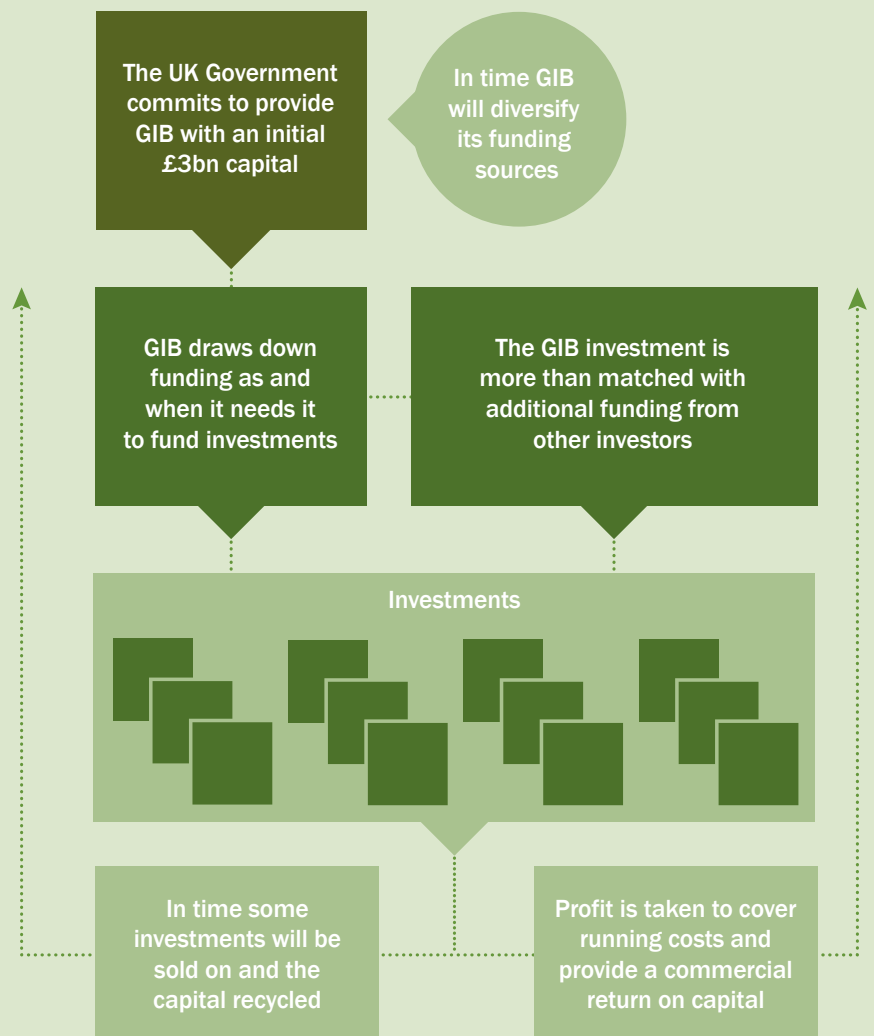 The UK Government
commits to provide
GIB with an initial
£3bn capital
In time GIB
will diversify
its funding
sources
GIB draws down
funding as and
when it needs it
to fund investments
The GIB investment is
more than matched with
additional funding from
other investors
Investments
In time some
investments will be
sold on and the
capital recycled
Profit is taken to cover
running costs and
provide a commercial
return on capital